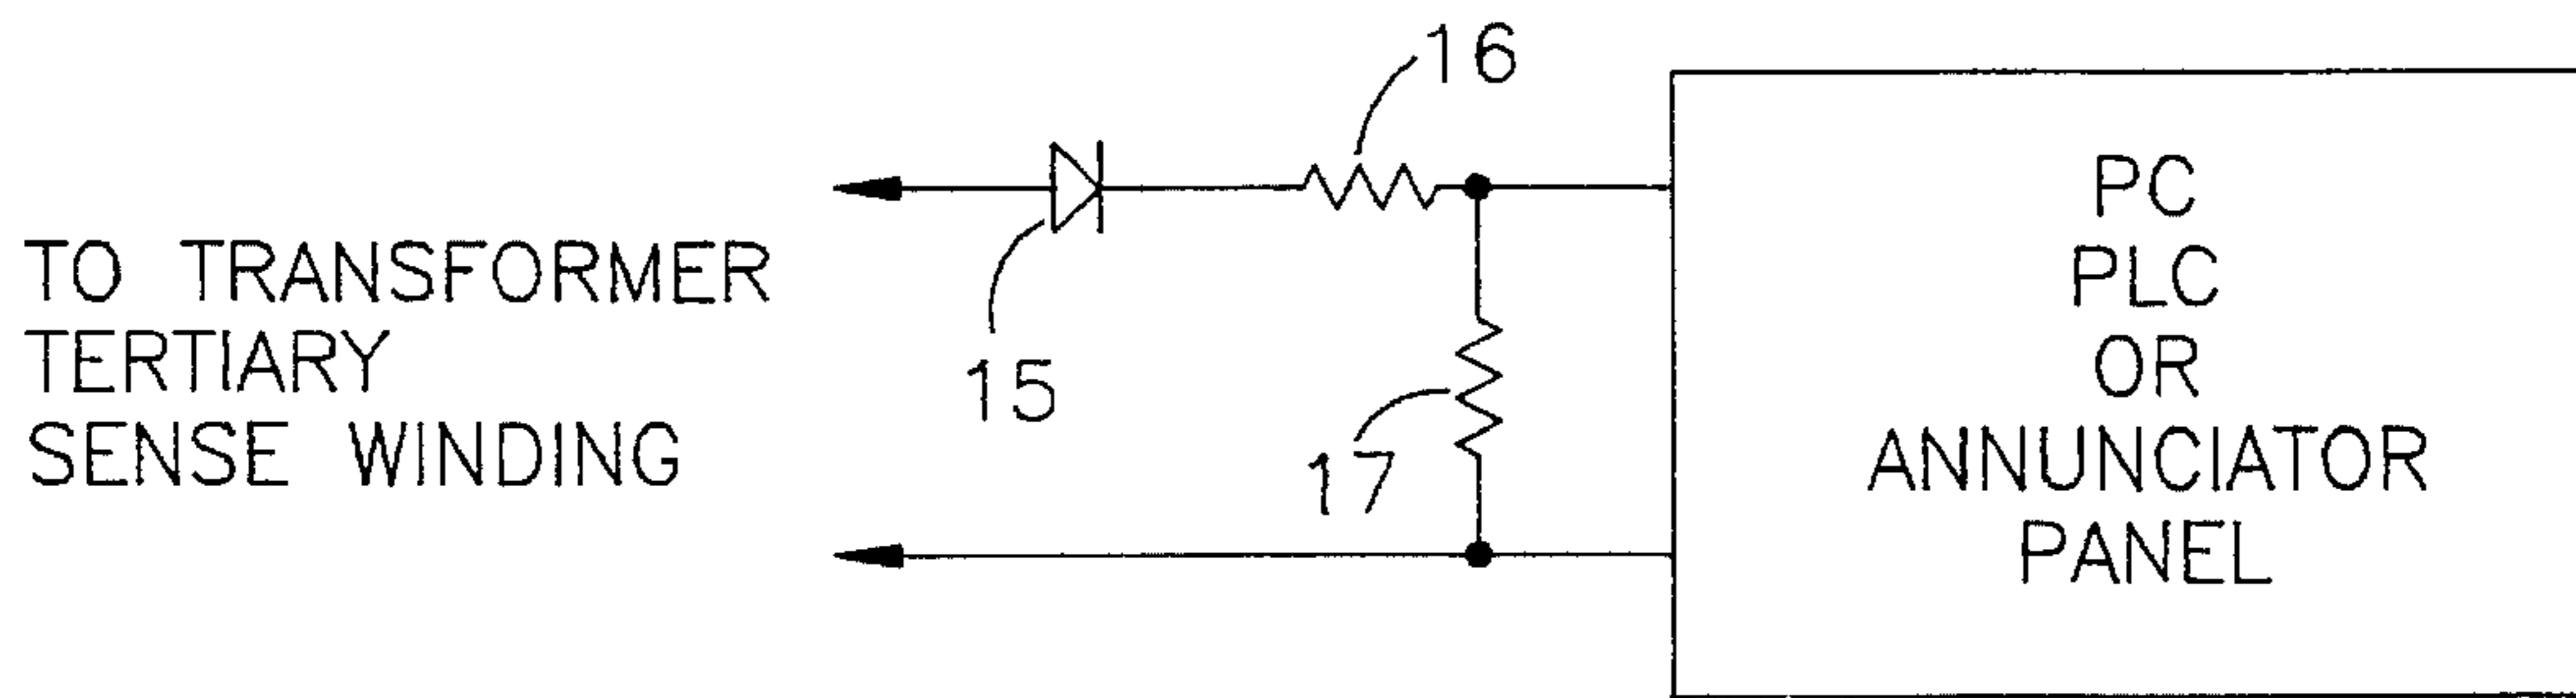 16
PC
PLC
OR
ANNUNCIATOR
PANEL
TO TRANSFORMER
TERTIARY
SENSE WINDING
15
17